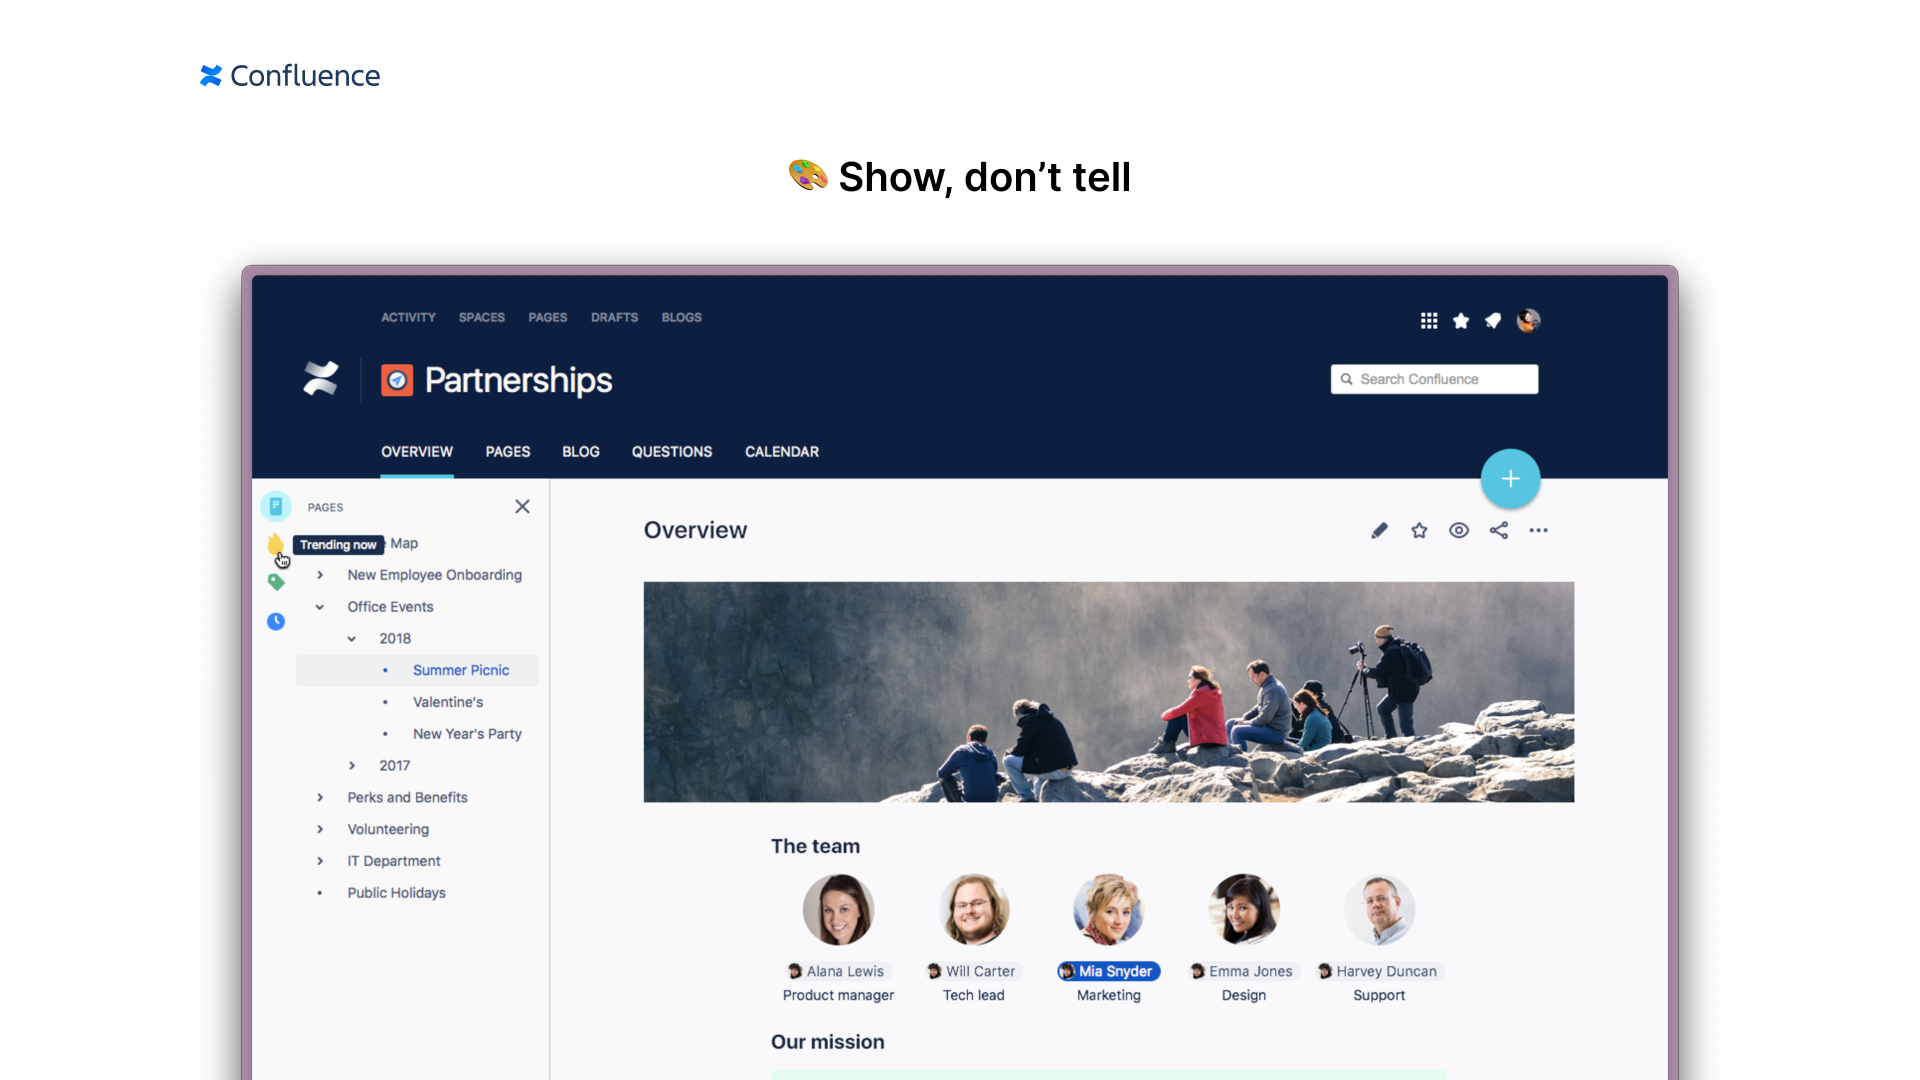 Confluence
Show, don’t tell
ACTIVITY SPACES PAGES DRAFTS BLOGS
Partnerships
Search Confluence
OVERVIEW PAGES BLOG QUESTIONS CALENDAR
PAGES
Trending now
Map
New Employee Onboarding
Office Events
2018
Summer Picnic
Valentine's
New Year's Party
2017
Perks and Benefits
Volunteering
IT Department
Public Holidays
Overview
The team
Alana Lewis
Product manager
Will Carter
Tech lead
Mia Snyder
Marketing
Emma Jones
Design
Harvey Duncan
Support
Our mission